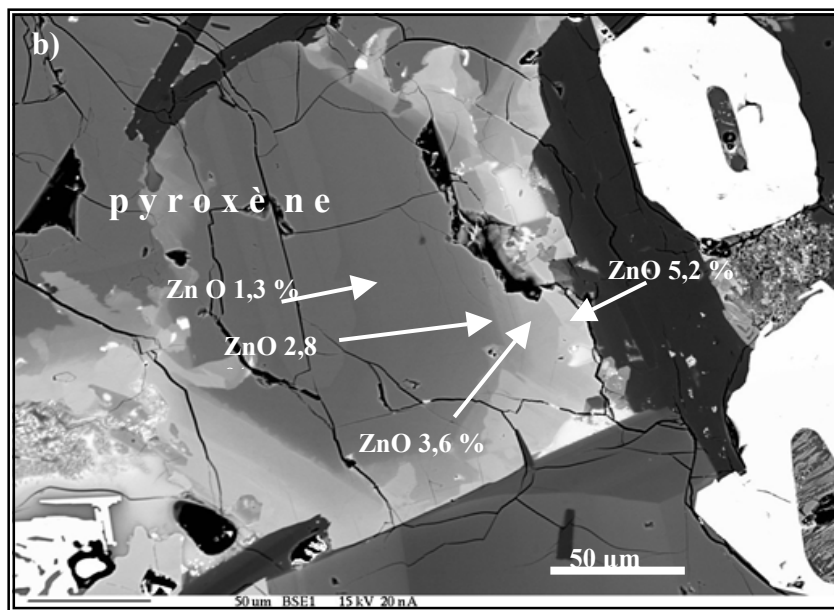 b)
p y r o x è n e
Zn O 1,3 %
ZnO 5,2 %
ZnO 2,8
ZnO 3,6 %
50 µm
50 um BSE1 15 kV 20 nA